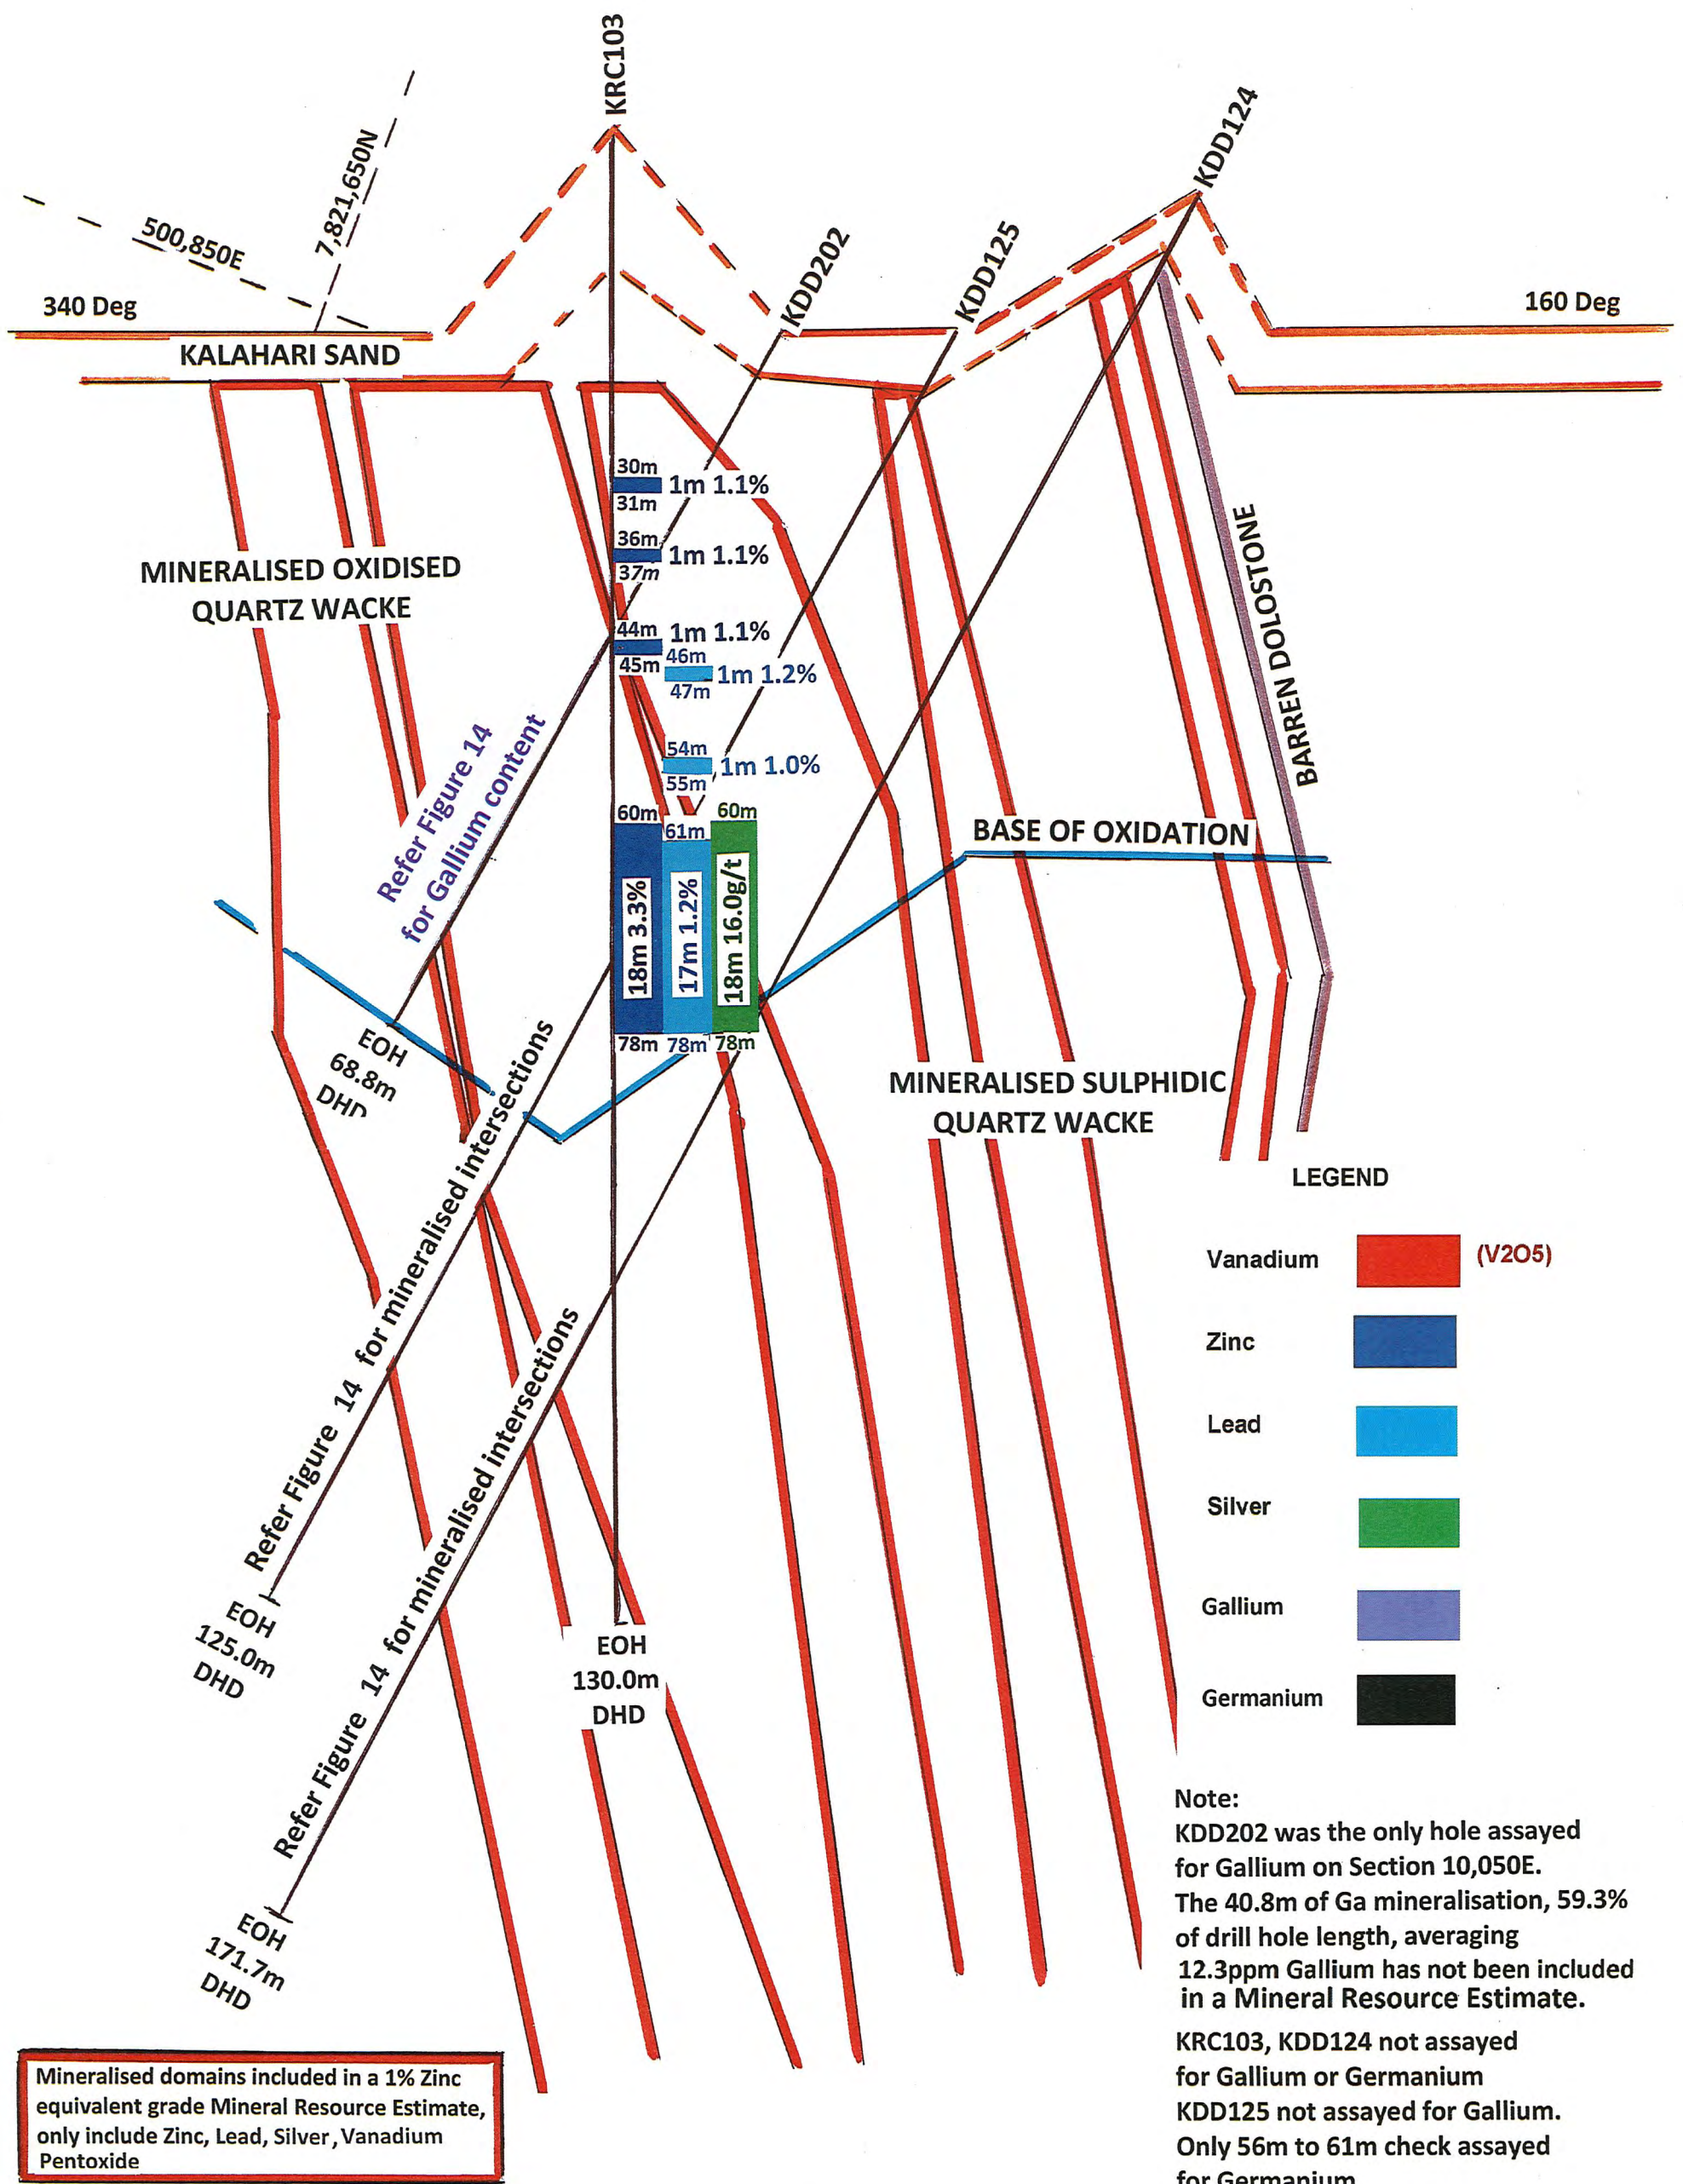 KRC103
KDD124
7,821,650N
500,850E
KDD202
KDD125
340 Deg
160 Deg
KALAHARI SAND
30m
1m 1.1%
31m
36m
1m 1.1%
37m
MINERALISED OXIDISED
QUARTZ WACKE
BARREN DOLOSTONE
44m
1m 1.1%
45m
46m
1m 1.2%
47m
Refer Figure 14
for Gallium content
54m
1m 1.0%
55m
60m
61m
60m
BASE OF OXIDATION
18m 3.3%
17m 1.2%
18m 16.0g/t
78m
78m
78m
EOH
68.8m
DHD
MINERALISED SULPHIDIC
QUARTZ WACKE
Refer Figure 14 for mineralised intersections
Refer Figure 14 for mineralised intersections
EOH
125.0m
DHD
EOH
130.0m
DHD
EOH
171.7m
DHD
LEGEND
Vanadium (V2O5)
Zinc
Lead
Silver
Gallium
Germanium
Note:
KDD202 was the only hole assayed
for Gallium on Section 10,050E.
The 40.8m of Ga mineralisation, 59.3%
of drill hole length, averaging
12.3ppm Gallium has not been included
in a Mineral Resource Estimate.
KRC103, KDD124 not assayed
for Gallium or Germanium
KDD125 not assayed for Gallium.
Only 56m to 61m check assayed
for Germanium
Mineralised domains included in a 1% Zinc
equivalent grade Mineral Resource Estimate,
only include Zinc, Lead, Silver, Vanadium
Pentoxide